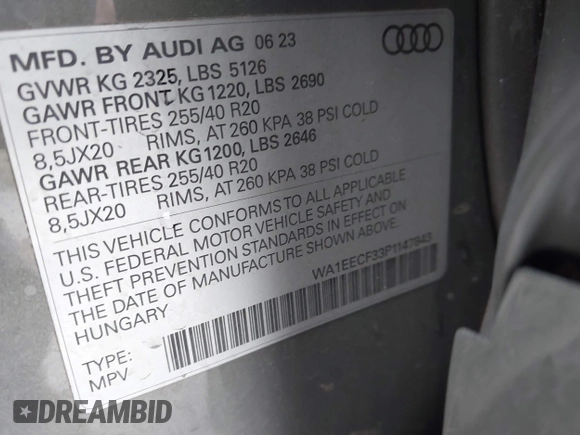 MFD. BY AUDI AG 06 23
GVWR KG 2325, LBS 5126
GAWR FRONT KG 1220, LBS 2690
FRONT-TIRES 255/40 R20
8,5JX20 RIMS, AT 260 KPA 38 PSI COLD
GAWR REAR KG 1200, LBS 2646
REAR-TIRES 255/40 R20
8,5JX20 RIMS, AT 260 KPA 38 PSI COLD
THIS VEHICLE CONFORMS TO ALL APPLICABLE
U.S. FEDERAL MOTOR VEHICLE SAFETY AND
THEFT PREVENTION STANDARDS IN EFFECT ON
THE DATE OF MANUFACTURE SHOWN ABOVE.
HUNGARY
WA1EECF33P1147643
TYPE:
MPV
DREAMBID